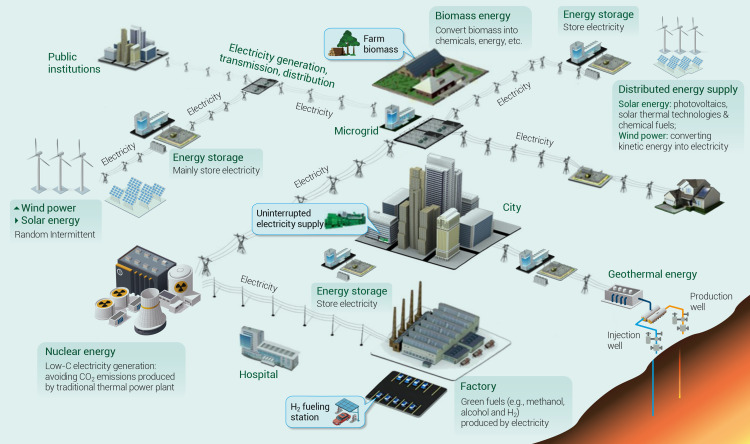 Public
institutions
Electricity generation,
transmission, distribution
Farm
biomass
Biomass energy
Convert biomass into
chemicals, energy, etc.
Energy storage
Store electricity
Distributed energy supply
Solar energy: photovoltaics,
solar thermal technologies &
chemical fuels;
Wind power: converting
kinetic energy into electricity
Electricity
Electricity
Electricity
Microgrid
Electricity
Electricity
Energy storage
Mainly store electricity
Electricity
Wind power
Solar energy
Random Intermittent
City
Uninterrupted
electricity supply
Geothermal energy
Production
well
Injection
well
Electricity
Energy storage
Store electricity
Nuclear energy
Low-C electricity generation:
avoiding CO2 emissions produced
by traditional thermal power plant
Hospital
H2 fueling
station
Factory
Green fuels (e.g., methanol,
alcohol and H2)
produced by electricity